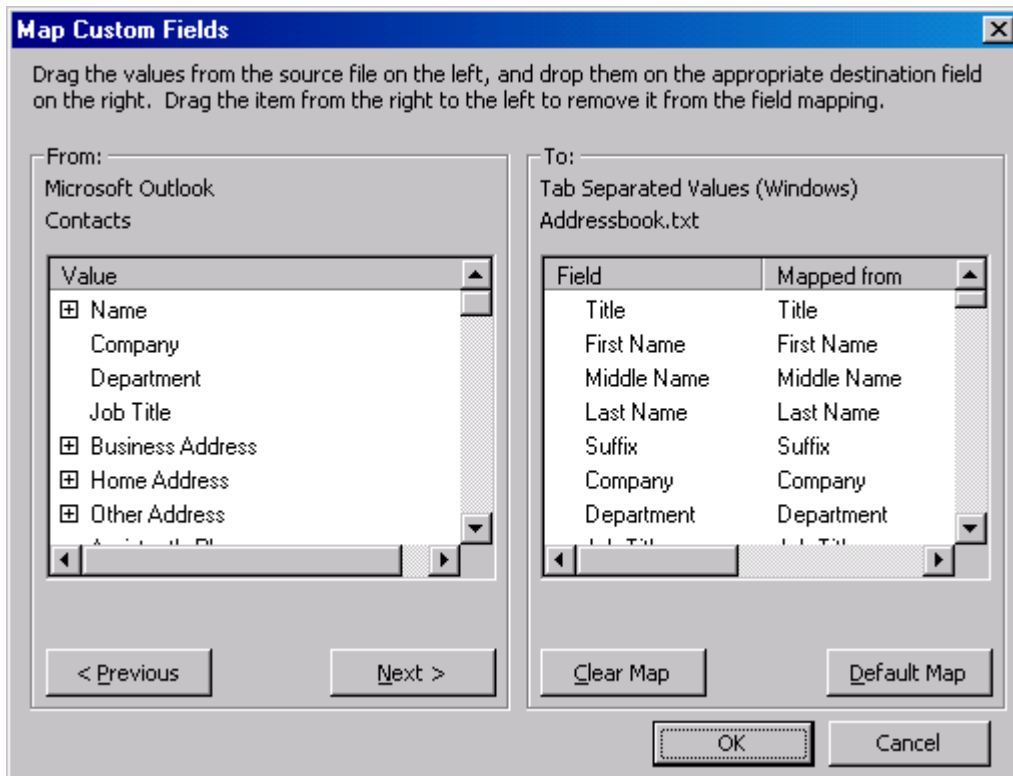 Map Custom Fields
Drag the values from the source file on the left, and drop them on the appropriate destination field
on the right.  Drag the item from the right to the left to remove it from the field mapping.
From:
Microsoft Outlook
Contacts
Value
Name
Company
Department
Job Title
Business Address
Home Address
Other Address
< Previous
Next >
To:
Tab Separated Values (Windows)
Addressbook.txt
Field Mapped from
Title Title
First Name First Name
Middle Name Middle Name
Last Name Last Name
Suffix Suffix
Company Company
Department Department
Job Title Job Title
Clear Map
Default Map
OK
Cancel